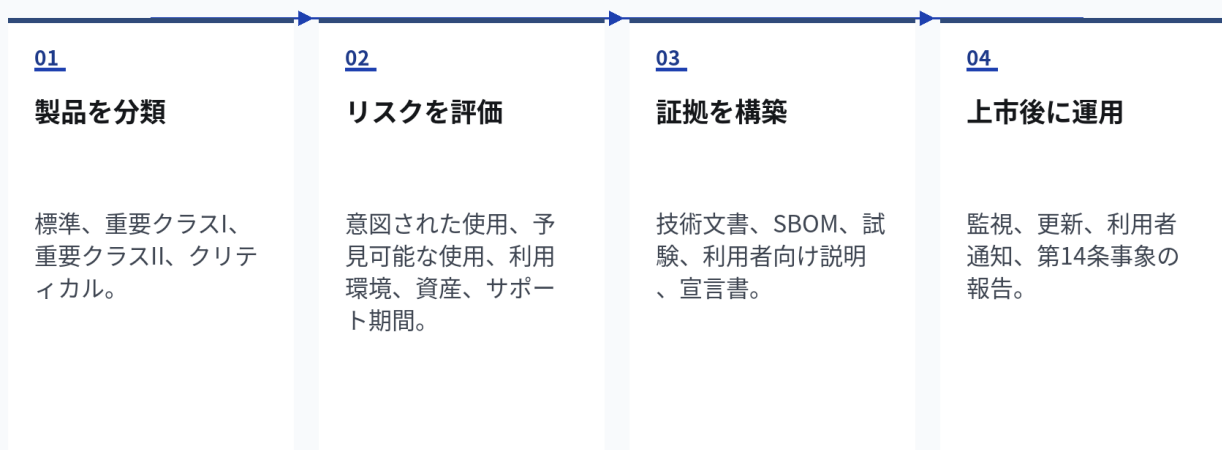 01
製品を分類
標準、重要クラスI、
重要クラスII、クリテ
ィカル。
02
リスクを評価
意図された使用、予
見可能な使用、利用
環境、資産、サポー
ト期間。
03
証拠を構築
技術文書、SBOM、試
験、利用者向け説明
、宣言書。
04
上市後に運用
監視、更新、利用者
通知、第14条事象の
報告。